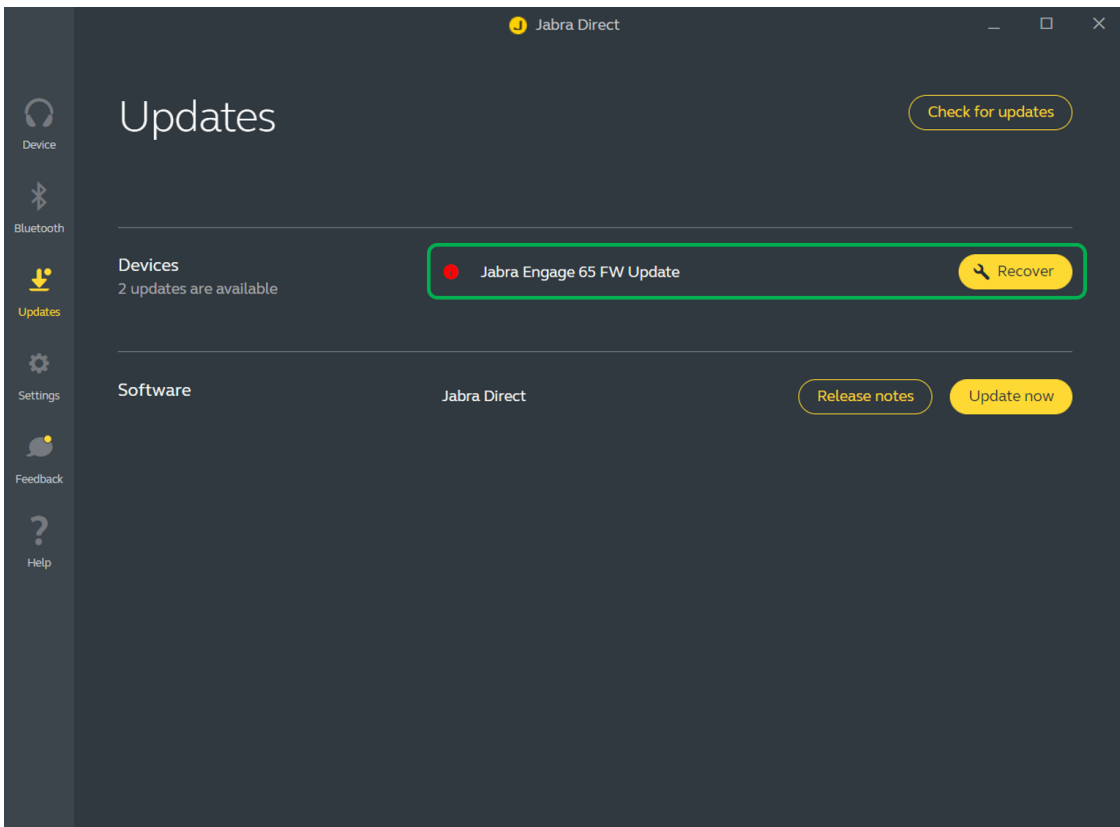 Jabra Direct
Device
Bluetooth
Updates
Settings
Feedback
Help
Updates
Check for updates
Devices
2 updates are available
Jabra Engage 65 FW Update
Recover
Software
Jabra Direct
Release notes
Update now